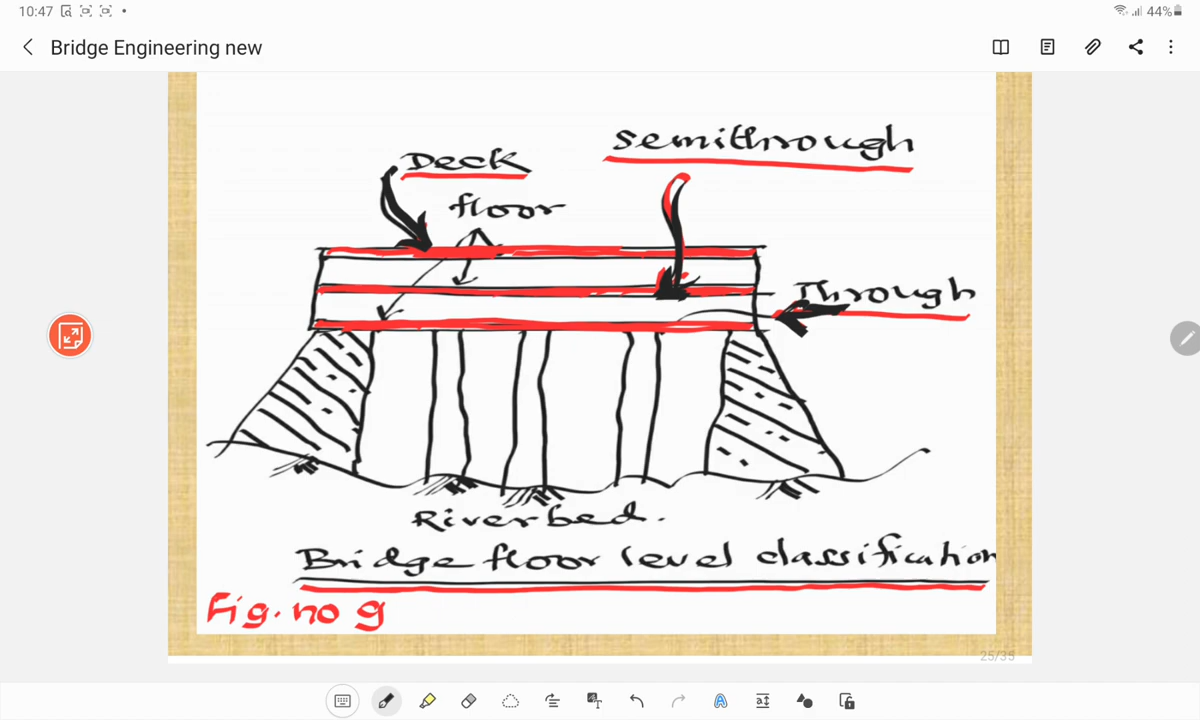 10:47
44%
Bridge Engineering new
semithrough
Deck
floor
Through
Riverbed.
Bridge floor level classification
Fig. no 9
25/35